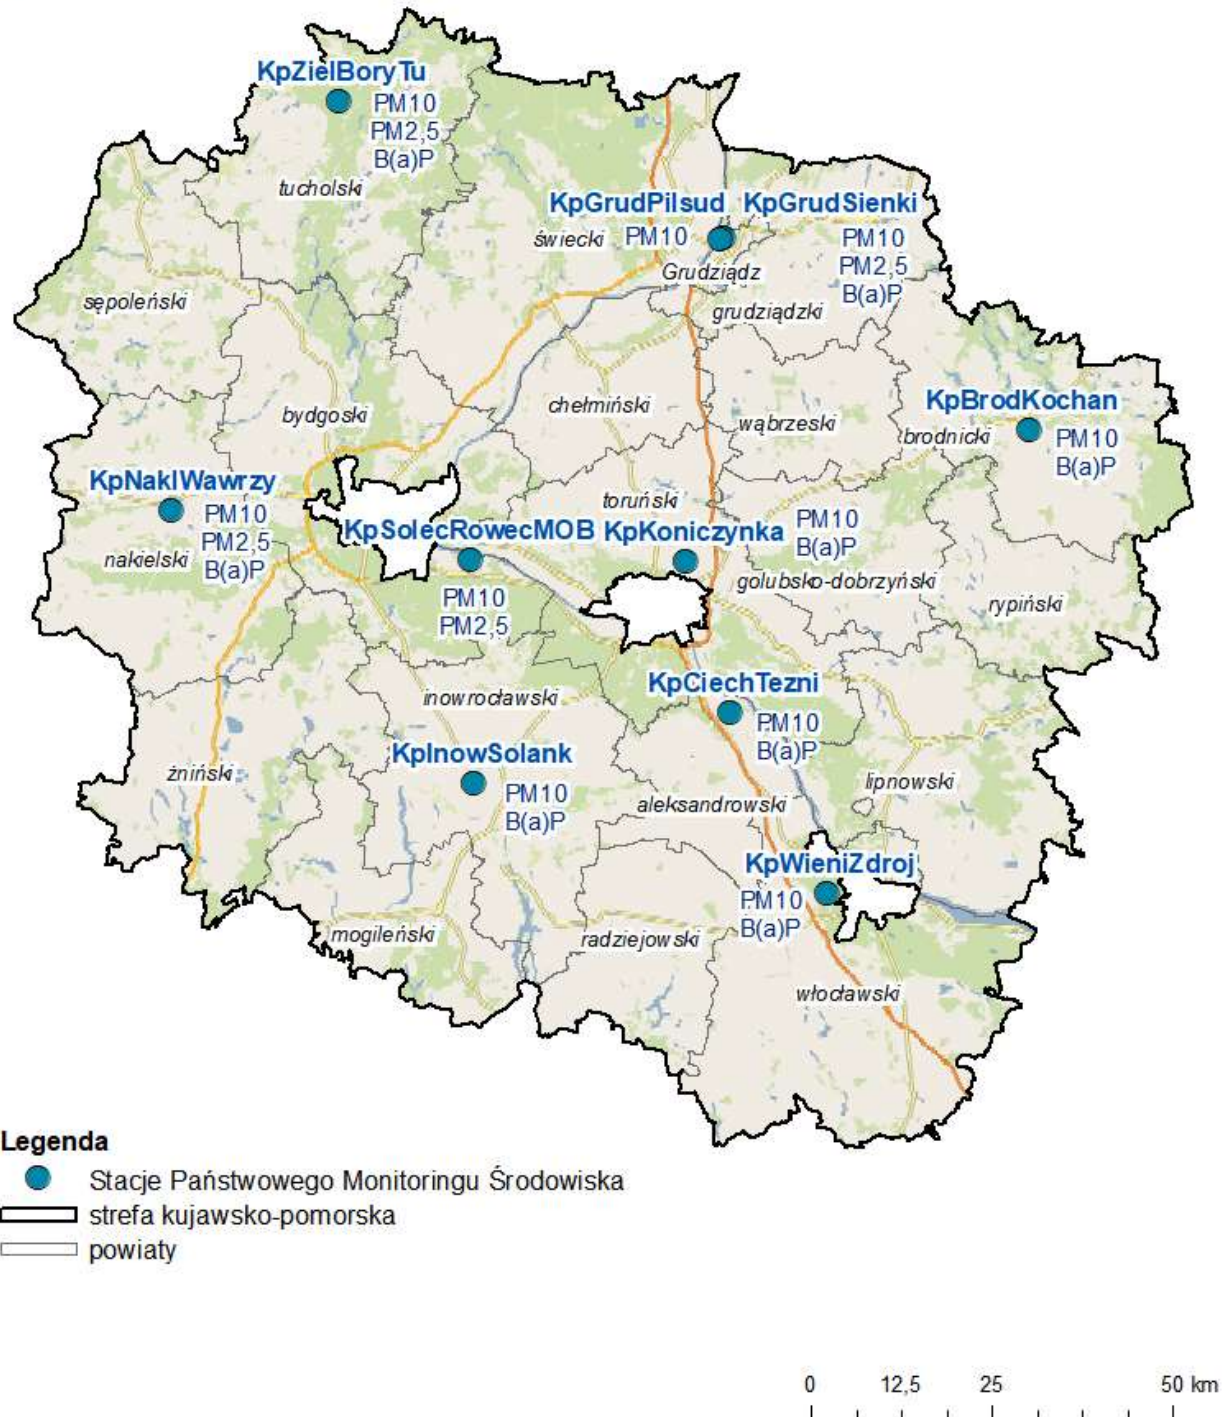 KpZielBoryTu
PM10
PM2,5
B(a)P
tucholski
KpGrudPilsud KpGrudSienki
świecki PM10
PM10
PM2,5
B(a)P
Grudziądz
grudziądzki
sępoleński
bydgoski
chełmiński
wąbrzeski
KpBrodKochan
brodnicki
PM10
B(a)P
KpNaklWawrzy
PM10
PM2,5
B(a)P
nakielski
toruński
KpSolecRowecMOB KpKoniczynka
PM10
B(a)P
PM10
PM2,5
golubsko-dobrzyński
rypiński
KpCiechTezni
PM10
B(a)P
inowrocławski
KpInowSolank
PM10
B(a)P
żniński
aleksandrowski
lipnowski
KpWieniZdroj
PM10
B(a)P
mogileński
radziejowski
włocławski
Legenda
Stacje Państwowego Monitoringu Środowiska
strefa kujawsko-pomorska
powiaty
0 12,5 25 50 km